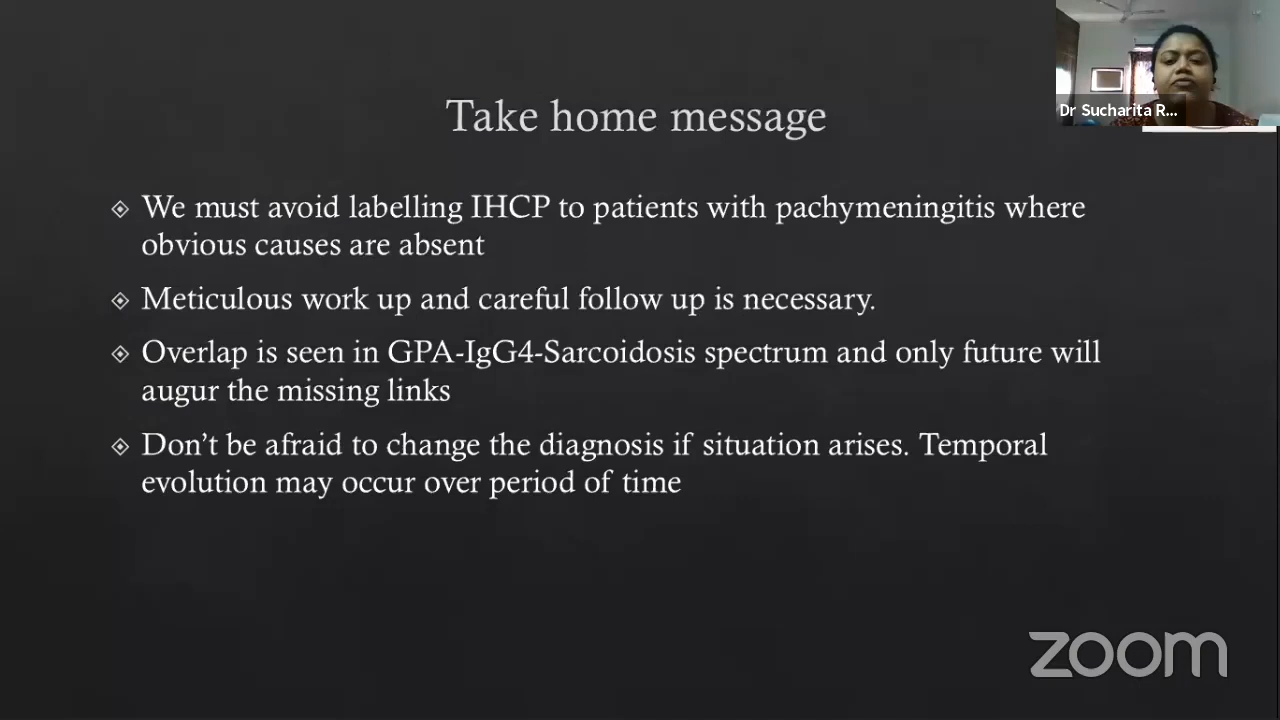 Take home message
Dr Sucharita R...
We must avoid labelling IHCP to patients with pachymeningitis where
obvious causes are absent
Meticulous work up and careful follow up is necessary.
Overlap is seen in GPA-IgG4-Sarcoidosis spectrum and only future will
augur the missing links
Don't be afraid to change the diagnosis if situation arises. Temporal
evolution may occur over period of time
zoom